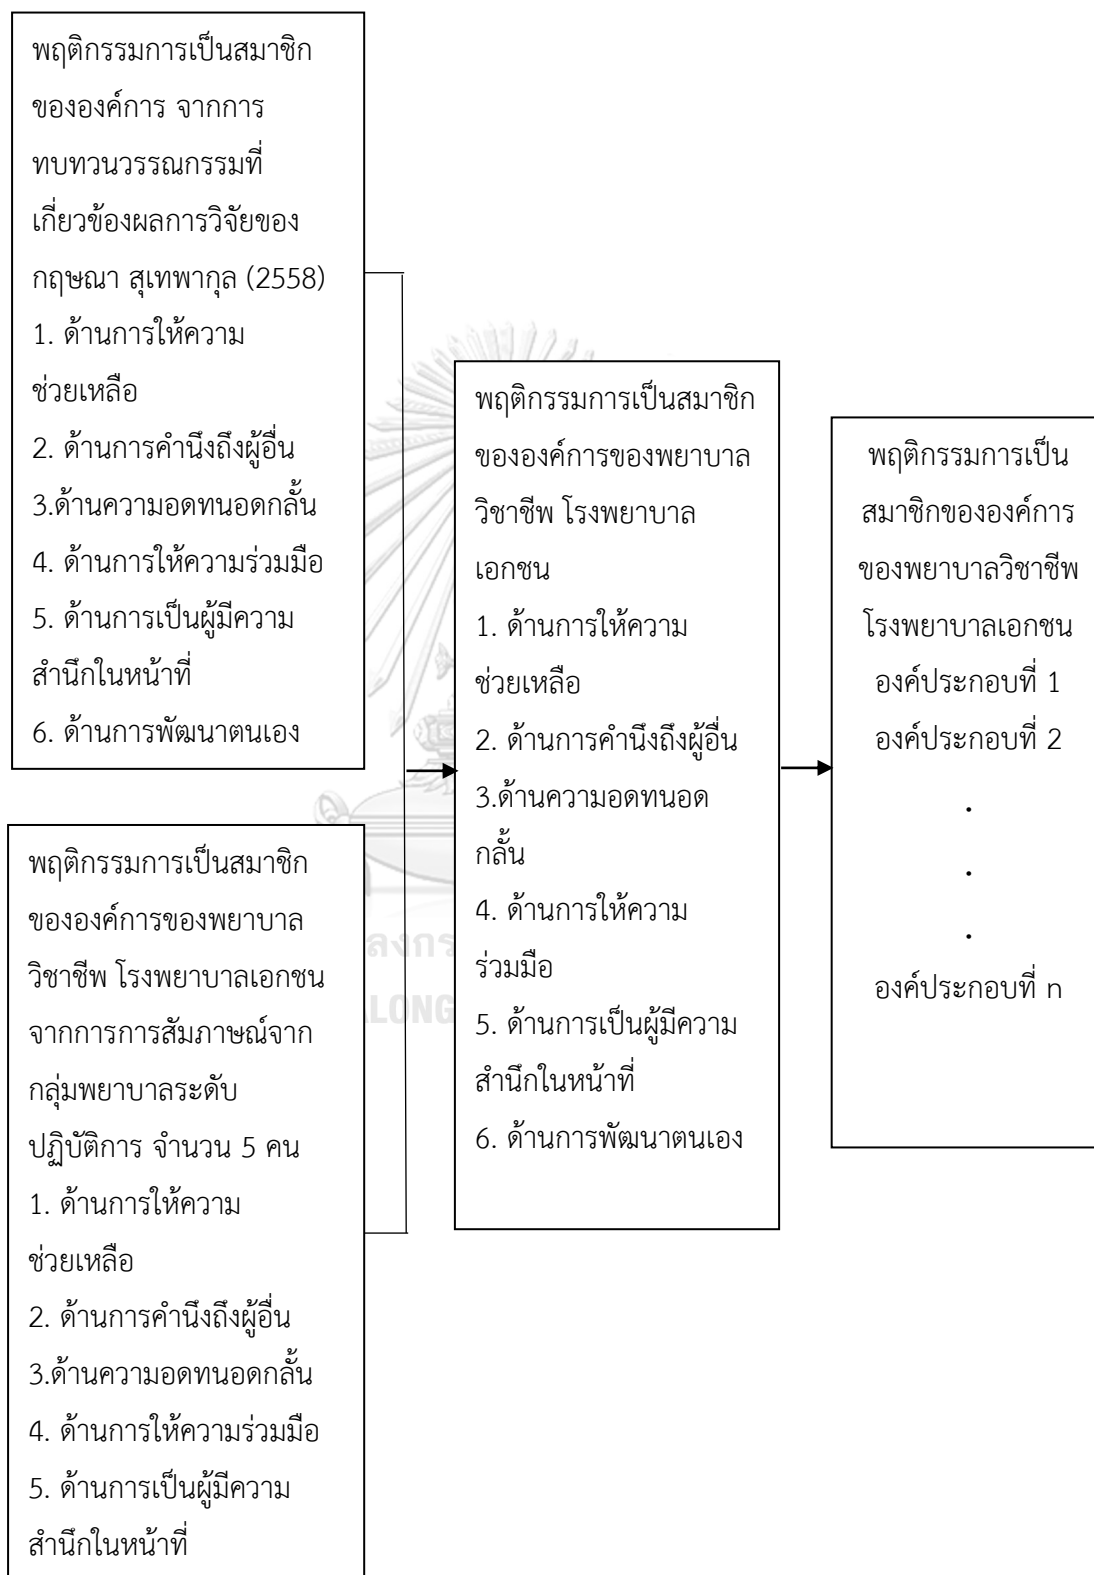 พฤติกรรมการเป็นสมาชิก
ขององค์การ จากการ
ทบทวนวรรณกรรมที่
เกี่ยวข้องผลการวิจัยของ
กฤษณา สุเทพากุล (2558)
1. ด้านการให้ความ
ช่วยเหลือ
2. ด้านการคำนึงถึงผู้อื่น
3.ด้านความอดทนอดกลั้น
4. ด้านการให้ความร่วมมือ
5. ด้านการเป็นผู้มีความ
สำนึกในหน้าที่
6. ด้านการพัฒนาตนเอง
พฤติกรรมการเป็นสมาชิก
ขององค์การของพยาบาล
วิชาชีพ โรงพยาบาลเอกชน
จากการการสัมภาษณ์จาก
กลุ่มพยาบาลระดับ
ปฏิบัติการ จำนวน 5 คน
1. ด้านการให้ความ
ช่วยเหลือ
2. ด้านการคำนึงถึงผู้อื่น
3.ด้านความอดทนอดกลั้น
4. ด้านการให้ความร่วมมือ
5. ด้านการเป็นผู้มีความ
สำนึกในหน้าที่
พฤติกรรมการเป็นสมาชิก
ขององค์การของพยาบาล
วิชาชีพ โรงพยาบาล
เอกชน
1. ด้านการให้ความ
ช่วยเหลือ
2. ด้านการคำนึงถึงผู้อื่น
3.ด้านความอดทนอด
กลั้น
4. ด้านการให้ความ
ร่วมมือ
5. ด้านการเป็นผู้มีความ
สำนึกในหน้าที่
6. ด้านการพัฒนาตนเอง
พฤติกรรมการเป็น
สมาชิกขององค์การ
ของพยาบาลวิชาชีพ
โรงพยาบาลเอกชน
องค์ประกอบที่ 1
องค์ประกอบที่ 2
.
.
.
องค์ประกอบที่ n
ลงกร
LONG